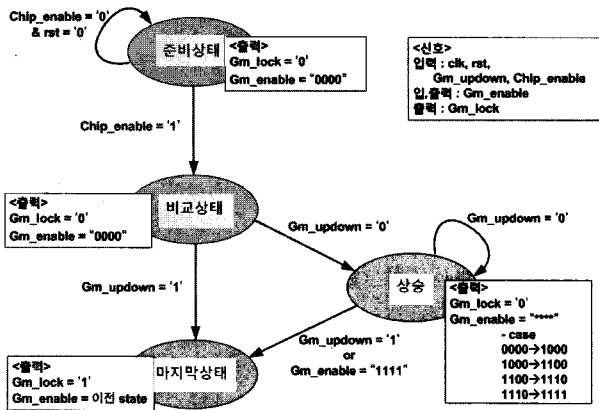 Chip_enable = '0'
& rst = '0'
준비상태
<출력>
Gm_lock = '0'
Gm_enable = "0000"
<신호>
입력 : clk, rst,
Gm_updown, Chip_enable
입,출력 : Gm_enable
출력 : Gm_lock
Chip_enable = '1'
<출력>
Gm_lock = '0'
Gm_enable = "0000"
비교상태
Gm_updown = '0'
Gm_updown = '0'
Gm_updown = '1'
상승
<출력>
Gm_lock = '0'
Gm_enable = "****"
- case
0000→1000
1000→1100
1100→1110
1110→1111
Gm_updown = '1'
or
Gm_enable = "1111"
<출력>
Gm_lock = '1'
Gm_enable = 이전 state
마지막상태